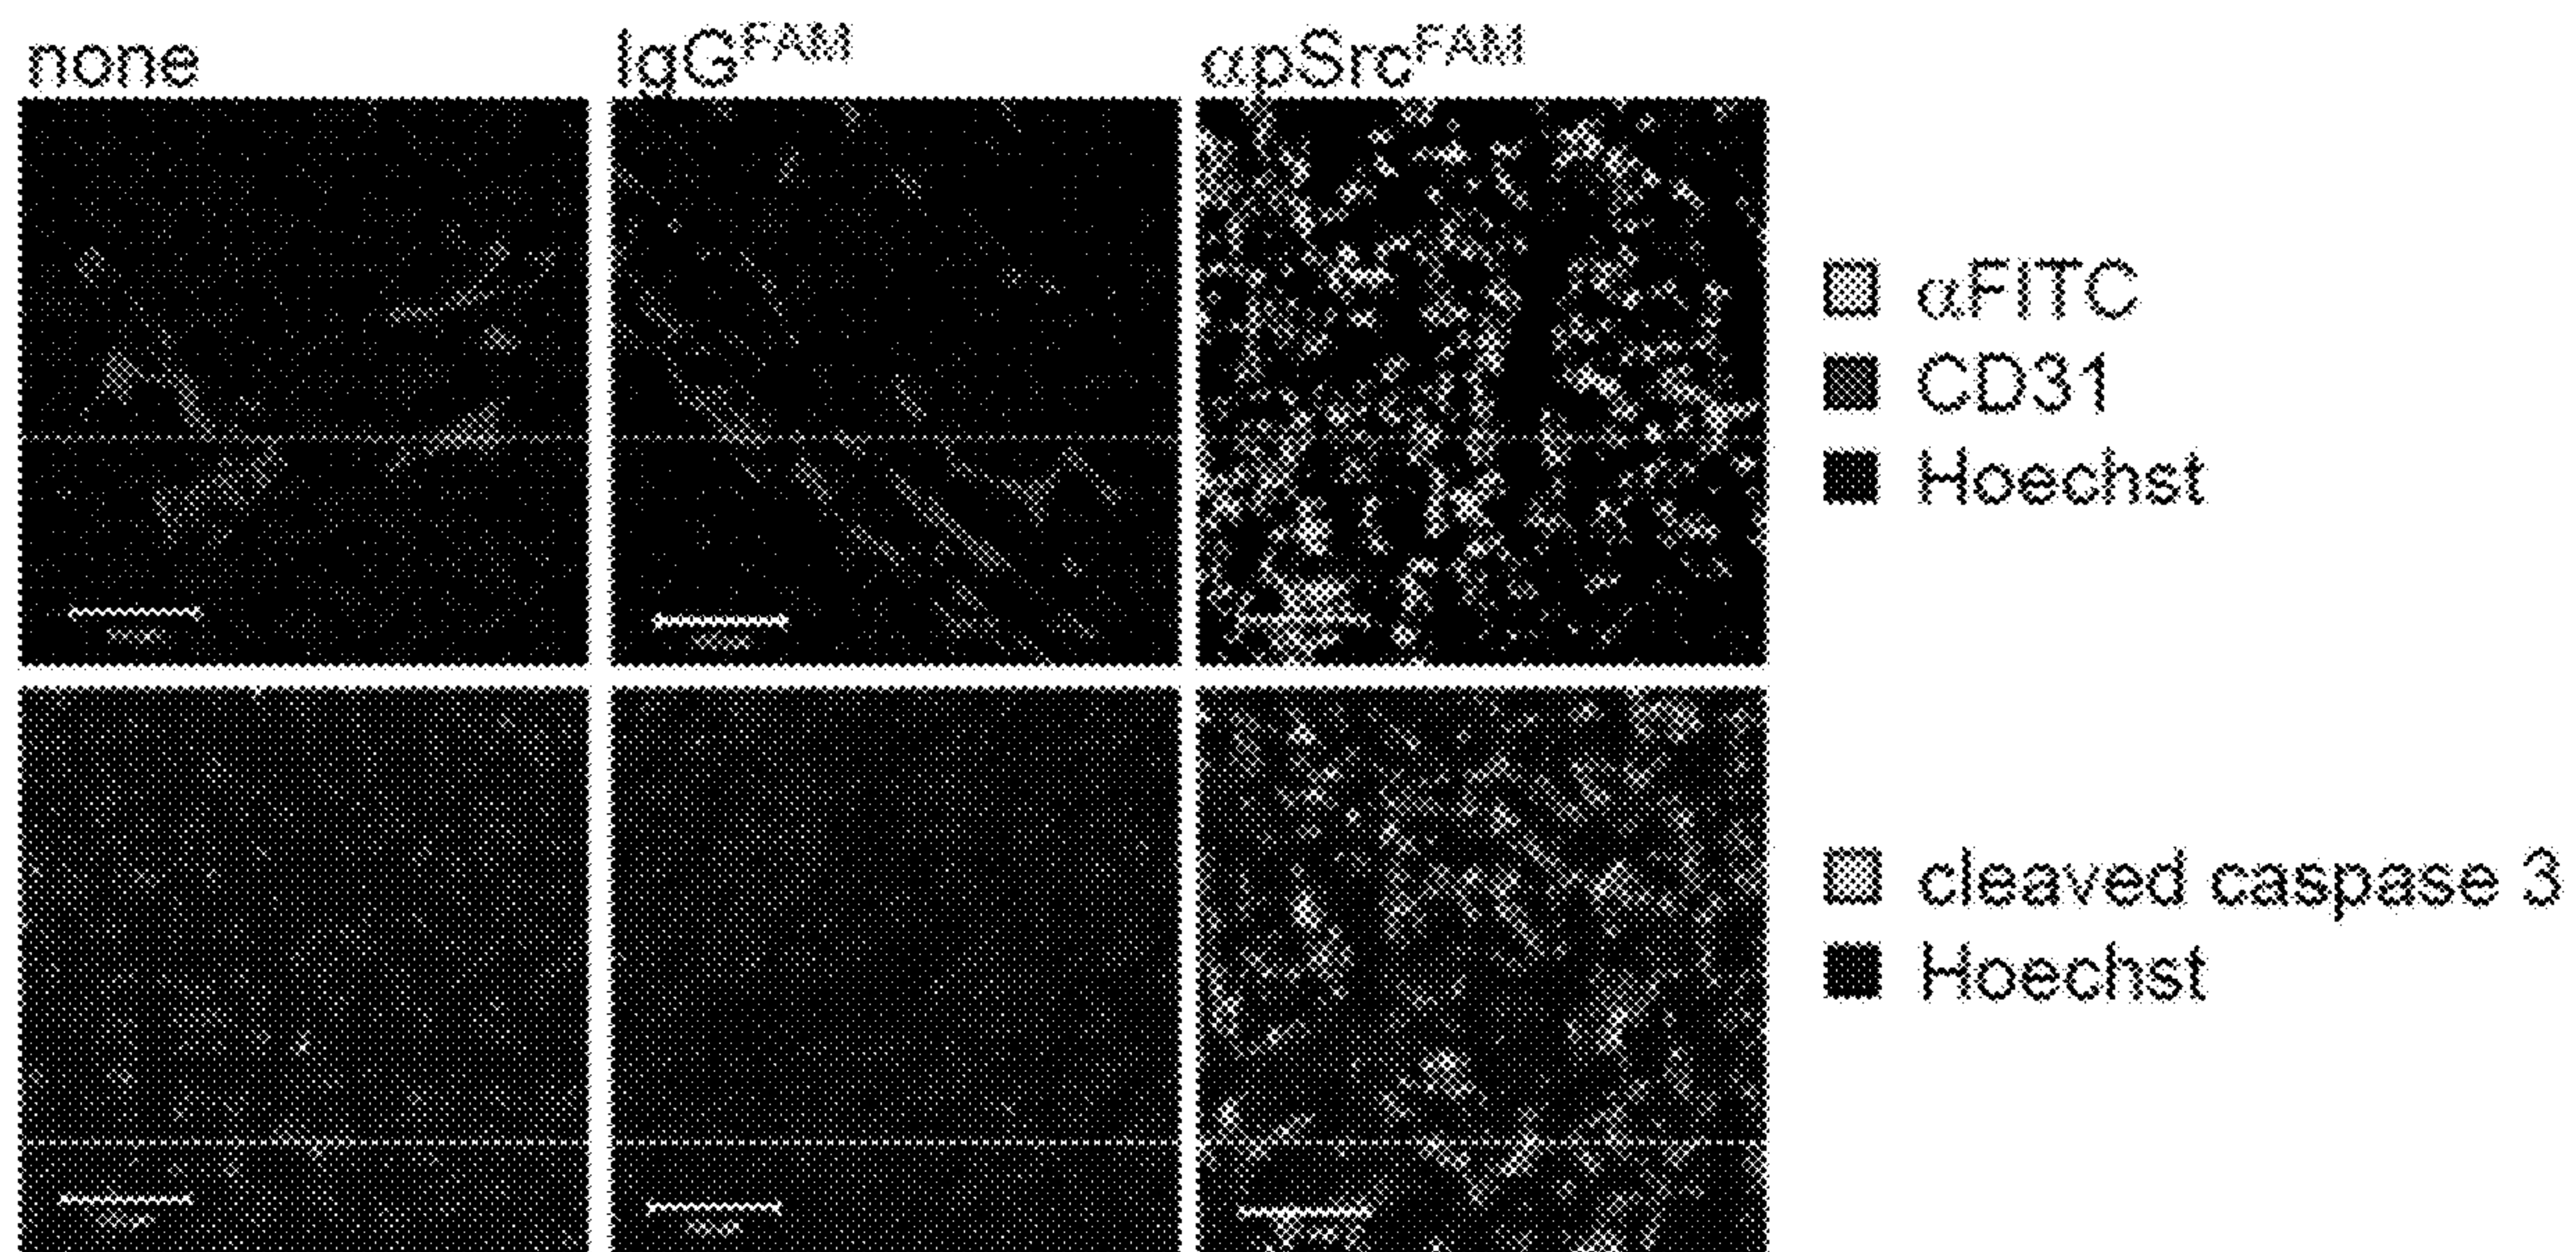 none
IgG^FAM
αpSrc^FAM
αFITC
CD31
Hoechst
cleaved caspase 3
Hoechst